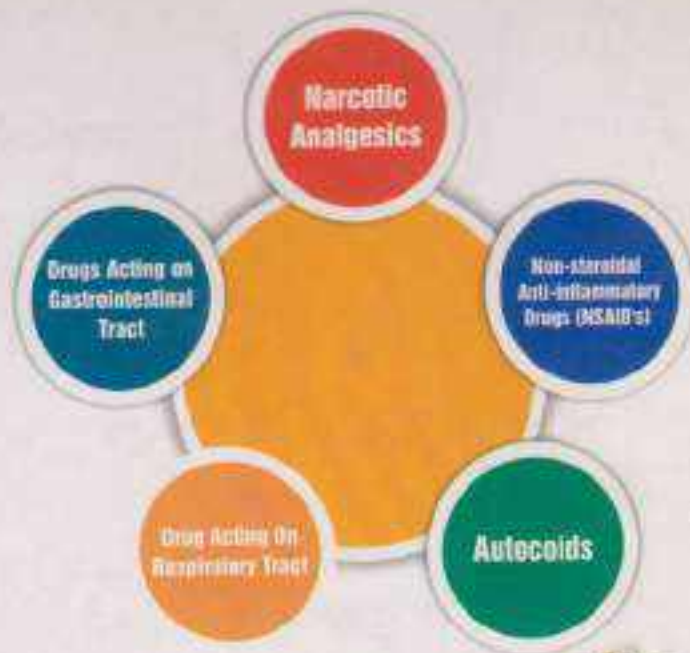 Narcotic
Analgesics
Non-steroidal
Anti-inflammatory
Drugs (NSAID's)
Autocoids
Drug Acting On
Respiratory Tract
Drugs Acting on
Gastrointestinal
Tract